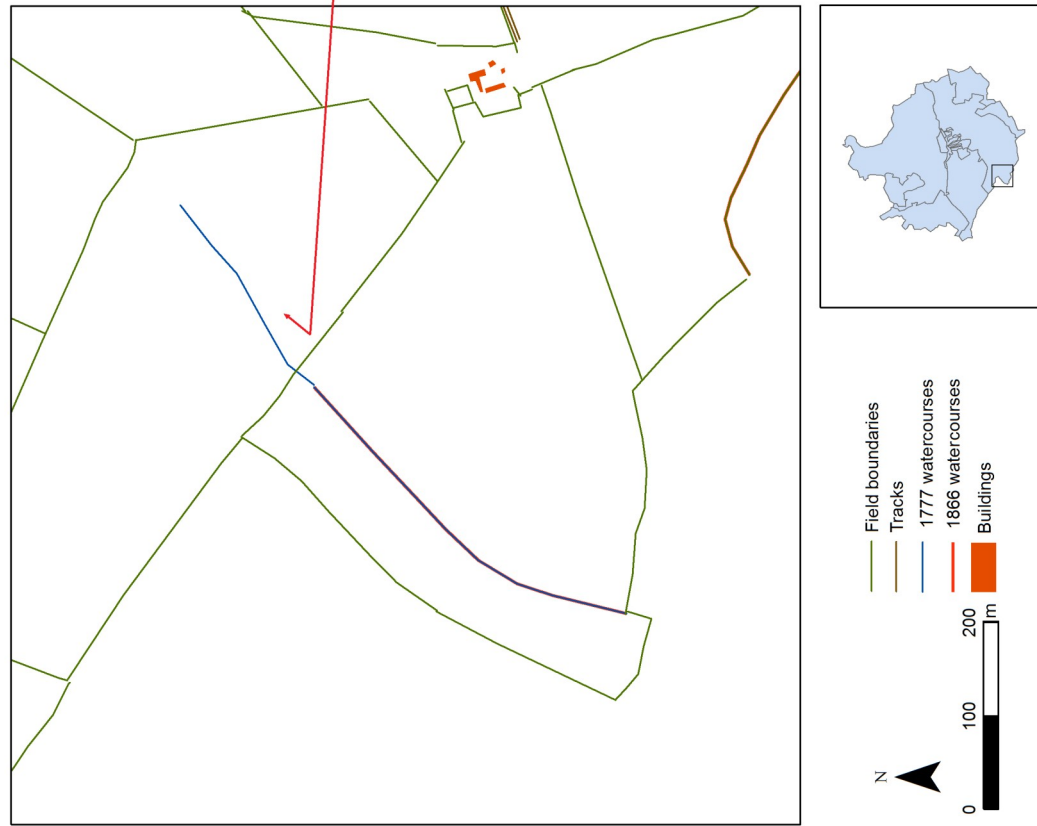 Field boundaries
Tracks
1777 watercourses
1866 watercourses
Buildings
N
0 100 200
m